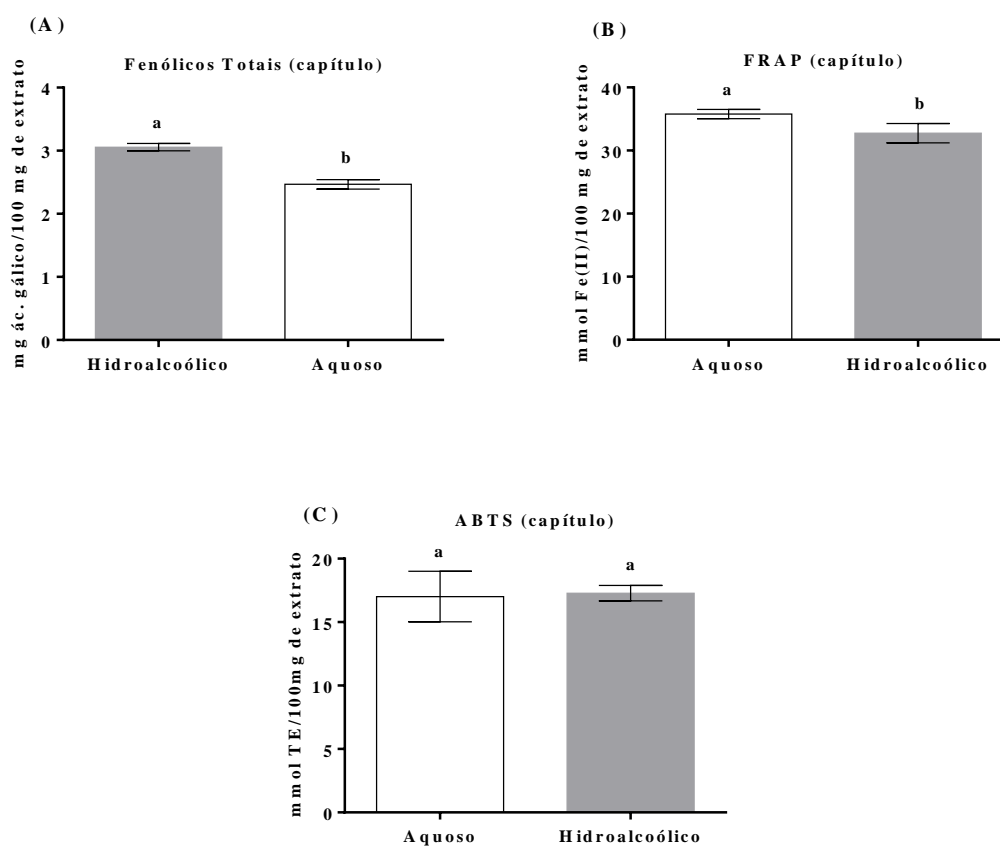 (A)
Fenólicos Totais (capítulo)
mg ác. gálico/100 mg de extrato
4
3
2
1
0
a
b
Hidroalcoólico
Aquoso
(B)
FRAP (capítulo)
mmol Fe(II)/100 mg de extrato
40
30
20
10
0
a
b
Aquoso
Hidroalcoólico
(C)
ABTS (capítulo)
mmol TE/100mg de extrato
20
15
10
5
0
a
a
Aquoso
Hidroalcoólico